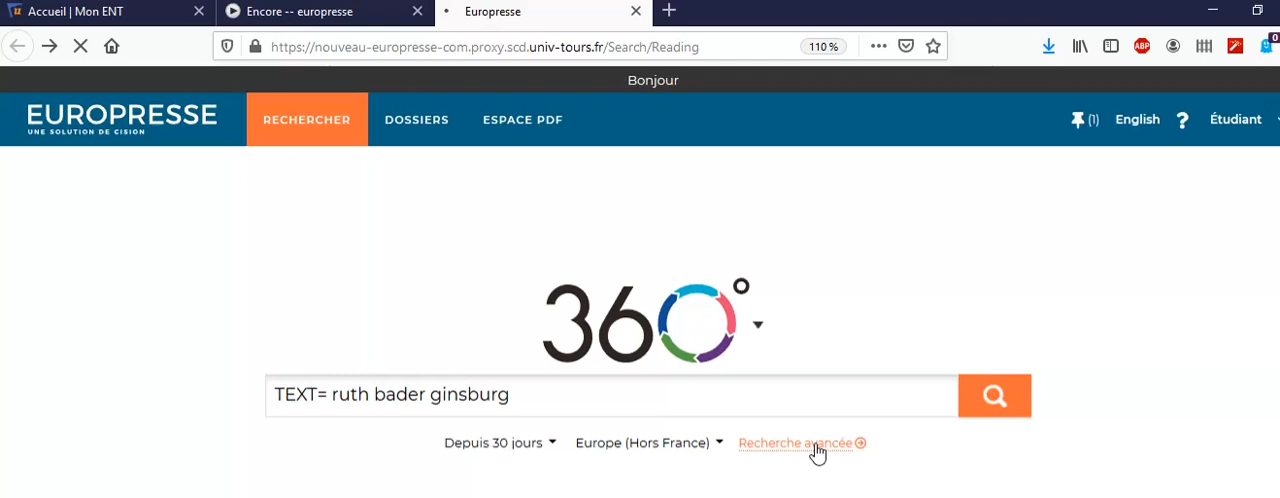 Accueil | Mon ENT
Encore -- europresse
Europresse
https://nouveau-europresse-com.proxy.scd.univ-tours.fr/Search/Reading
110 %
ABP
0
Bonjour
EUROPRESSE
UNE SOLUTION DE CISION
RECHERCHER
DOSSIERS
ESPACE PDF
(1)
English
?
Étudiant
360°
TEXT= ruth bader ginsburg
Depuis 30 jours
Europe (Hors France)
Recherche avancée